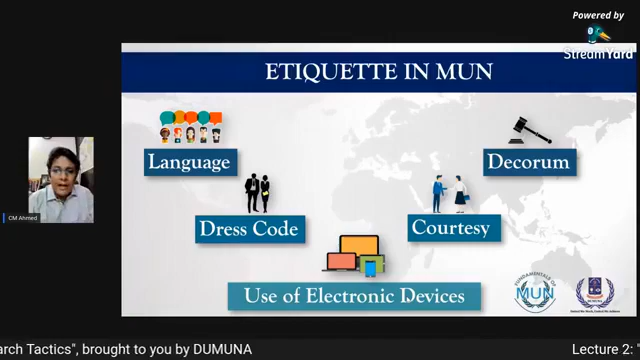 Powered by
StreamYard
ETIQUETTE IN MUN
Language
Decorum
Dress Code
Courtesy
Use of Electronic Devices
FUNDAMENTALS OF
MUN
CM Ahmed
arch Tactics", brought to you by DUMUNA
Lecture 2: "